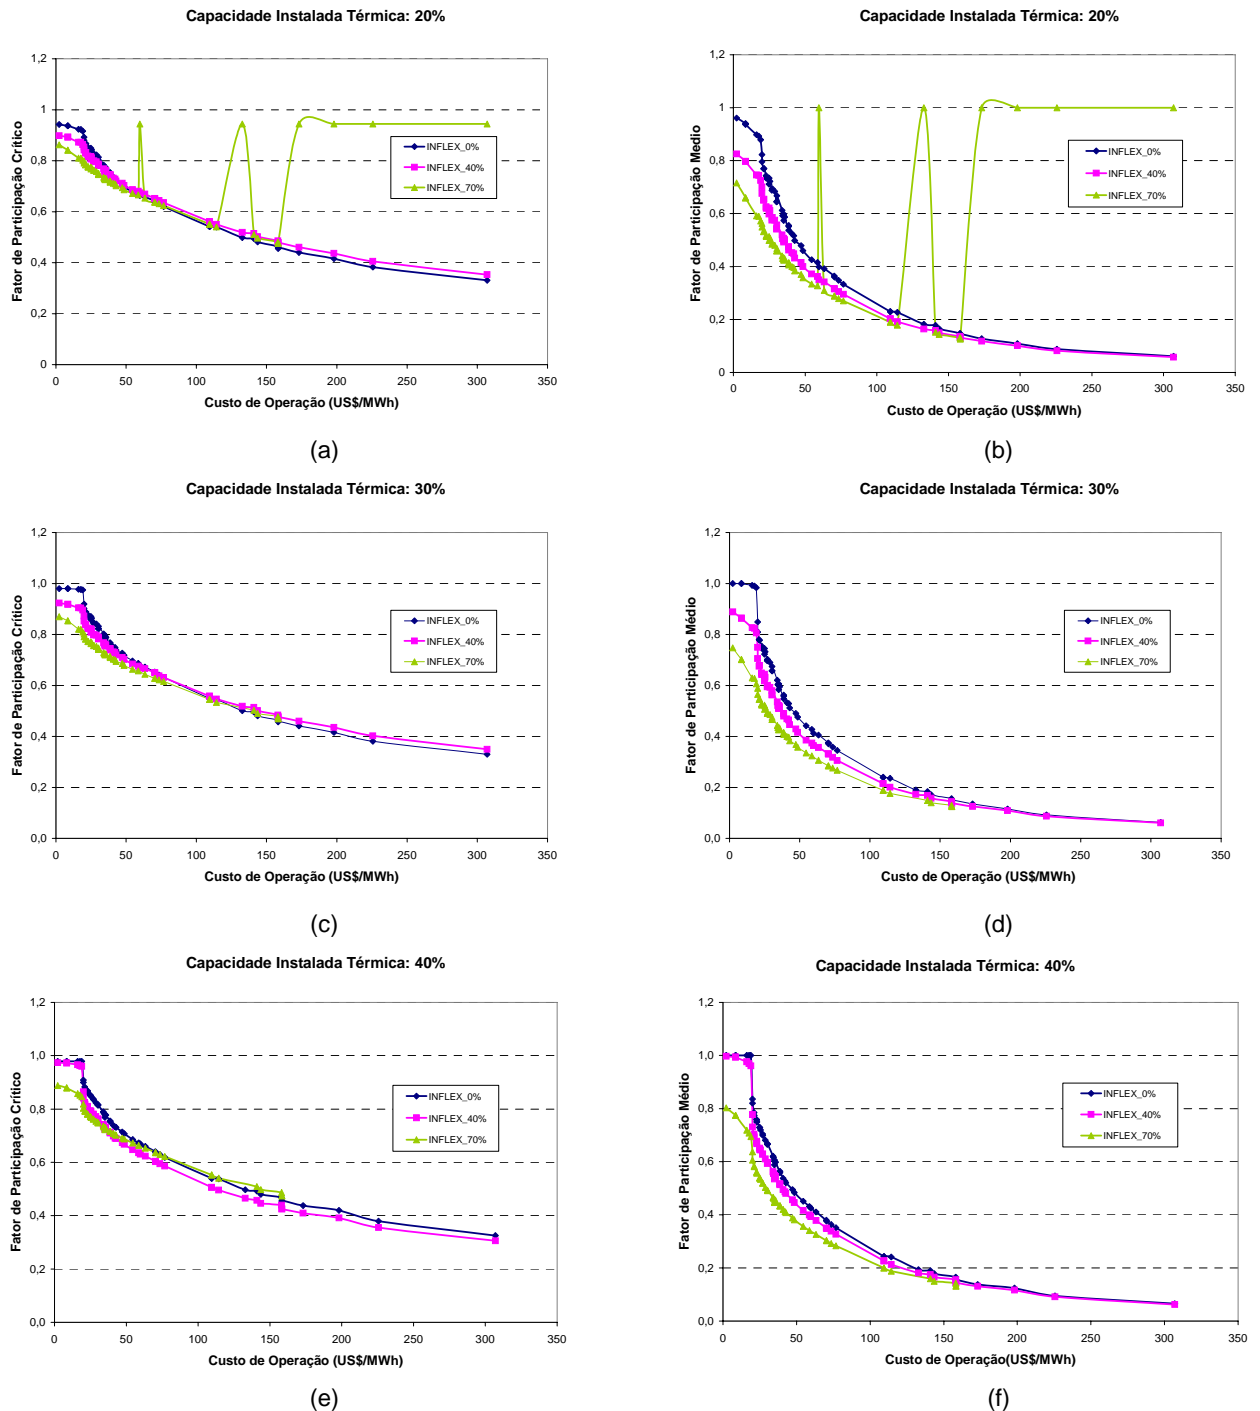 Capacidade Instalada Térmica: 20%
1,2
1
0,8
0,6
0,4
0,2
0
Fator de Participação Crítico
INFLEX_0%
INFLEX_40%
INFLEX_70%
0 50 100 150 200 250 300 350
Custo de Operação (US$/MWh)
(a)
Capacidade Instalada Térmica: 20%
1,2
1
0,8
0,6
0,4
0,2
0
Fator de Participação Médio
INFLEX_0%
INFLEX_40%
INFLEX_70%
0 50 100 150 200 250 300 350
Custo de Operação (US$/MWh)
(b)
Capacidade Instalada Térmica: 30%
1,2
1,0
0,8
0,6
0,4
0,2
0,0
Fator de Participação Crítico
INFLEX_0%
INFLEX_40%
INFLEX_70%
0 50 100 150 200 250 300 350
Custo de Operação (US$/MWh)
(c)
Capacidade Instalada Térmica: 30%
1,2
1,0
0,8
0,6
0,4
0,2
0,0
Fator de Participação Médio
INFLEX_0%
INFLEX_40%
INFLEX_70%
0 50 100 150 200 250 300 350
Custo de Operação (US$/MWh)
(d)
Capacidade Instalada Térmica: 40%
1,2
1,0
0,8
0,6
0,4
0,2
0,0
Fator de Participação Crítico
INFLEX_0%
INFLEX_40%
INFLEX_70%
0 50 100 150 200 250 300 350
Custo de Operação (US$/MWh)
(e)
Capacidade Instalada Térmica: 40%
1,2
1,0
0,8
0,6
0,4
0,2
0,0
Fator de Participação Médio
INFLEX_0%
INFLEX_40%
INFLEX_70%
0 50 100 150 200 250 300 350
Custo de Operação(US$/MWh)
(f)